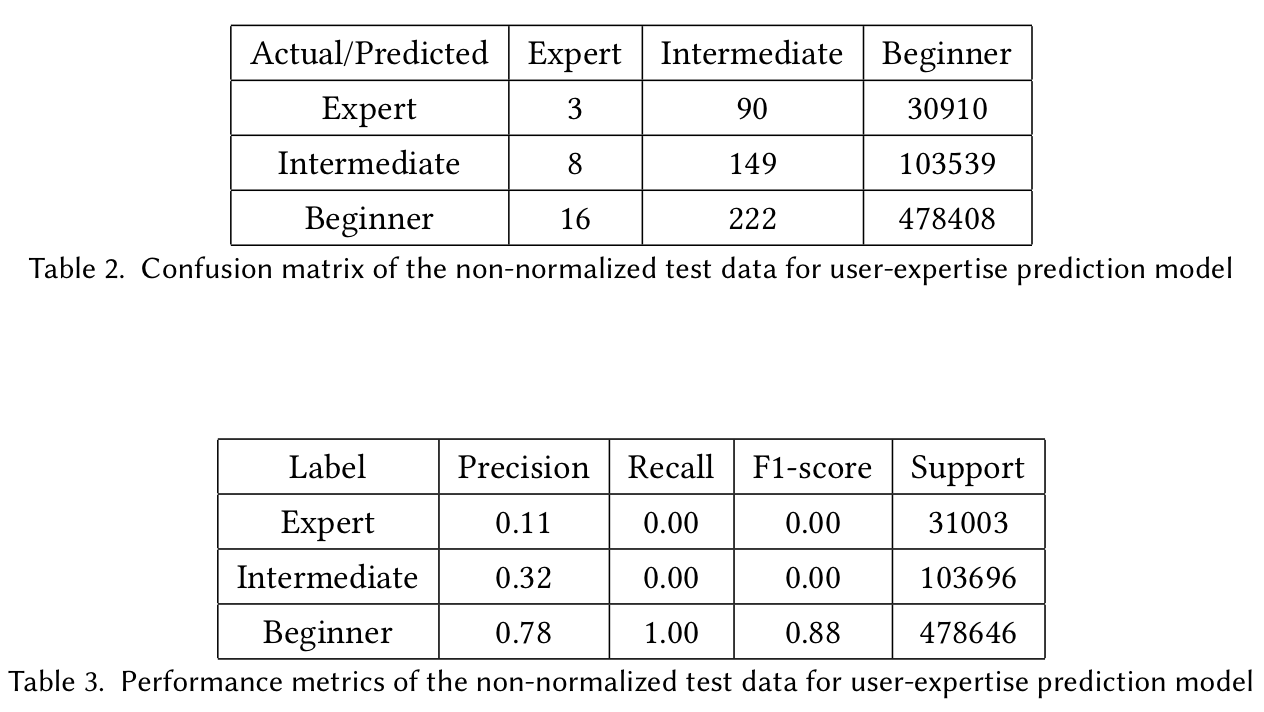 Actual/Predicted Expert Intermediate Beginner
Expert 3 90 30910
Intermediate 8 149 103539
Beginner 16 222 478408
Table 2. Confusion matrix of the non-normalized test data for user-expertise prediction model
Label Precision Recall F1-score Support
Expert 0.11 0.00 0.00 31003
Intermediate 0.32 0.00 0.00 103696
Beginner 0.78 1.00 0.88 478646
Table 3. Performance metrics of the non-normalized test data for user-expertise prediction model